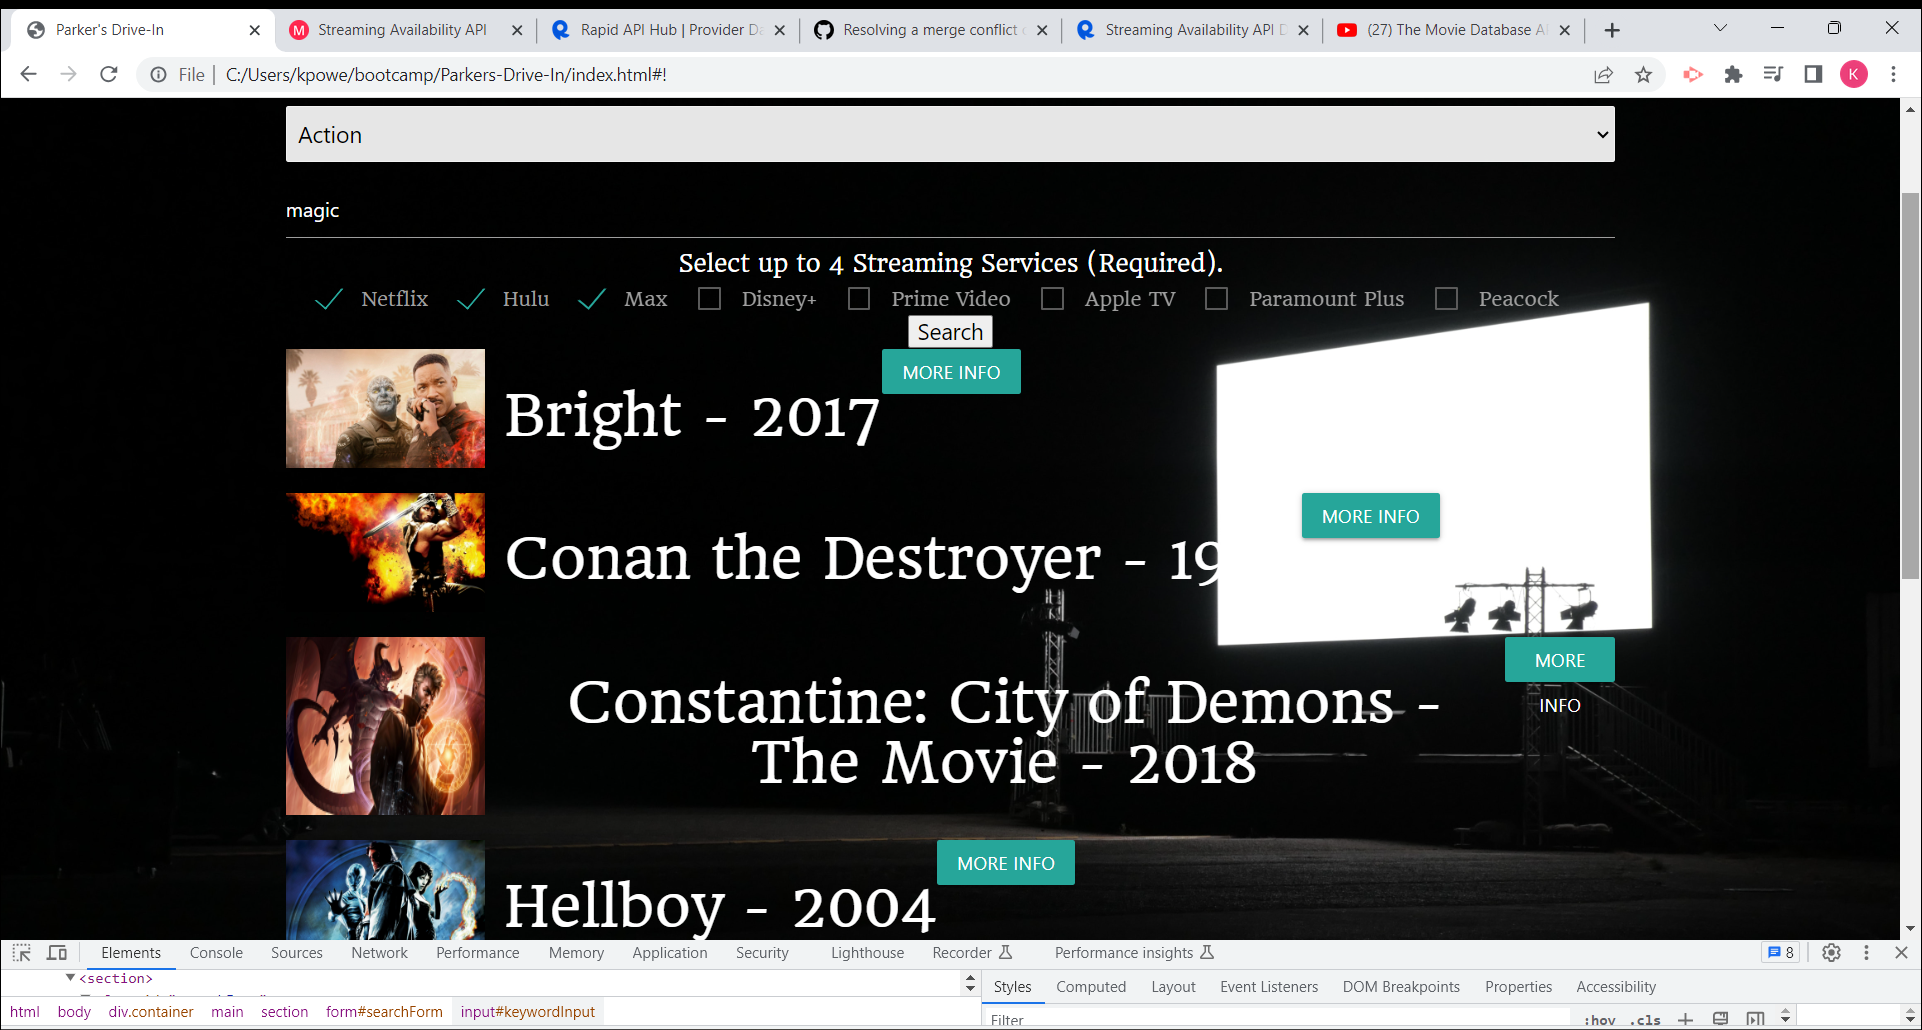 Parker's Drive-In
Streaming Availability API
Rapid API Hub | Provider Da
Resolving a merge conflict
Streaming Availability API D
(27) The Movie Database A
File | C:/Users/kpowe/bootcamp/Parkers-Drive-In/index.html#!
K
Action
magic
Select up to 4 Streaming Services (Required).
Netflix Hulu Max Disney+ Prime Video Apple TV Paramount Plus Peacock
Search
MORE INFO
Bright - 2017
MORE INFO
Conan the Destroyer - 19
MORE
INFO
Constantine: City of Demons -
The Movie - 2018
MORE INFO
Hellboy - 2004
Elements Console Sources Network Performance Memory Application Security Lighthouse Recorder Performance insights 8
<section>
Styles Computed Layout Event Listeners DOM Breakpoints Properties Accessibility
html body div.container main section form#searchForm input#keywordInput
Filter :hov .cls